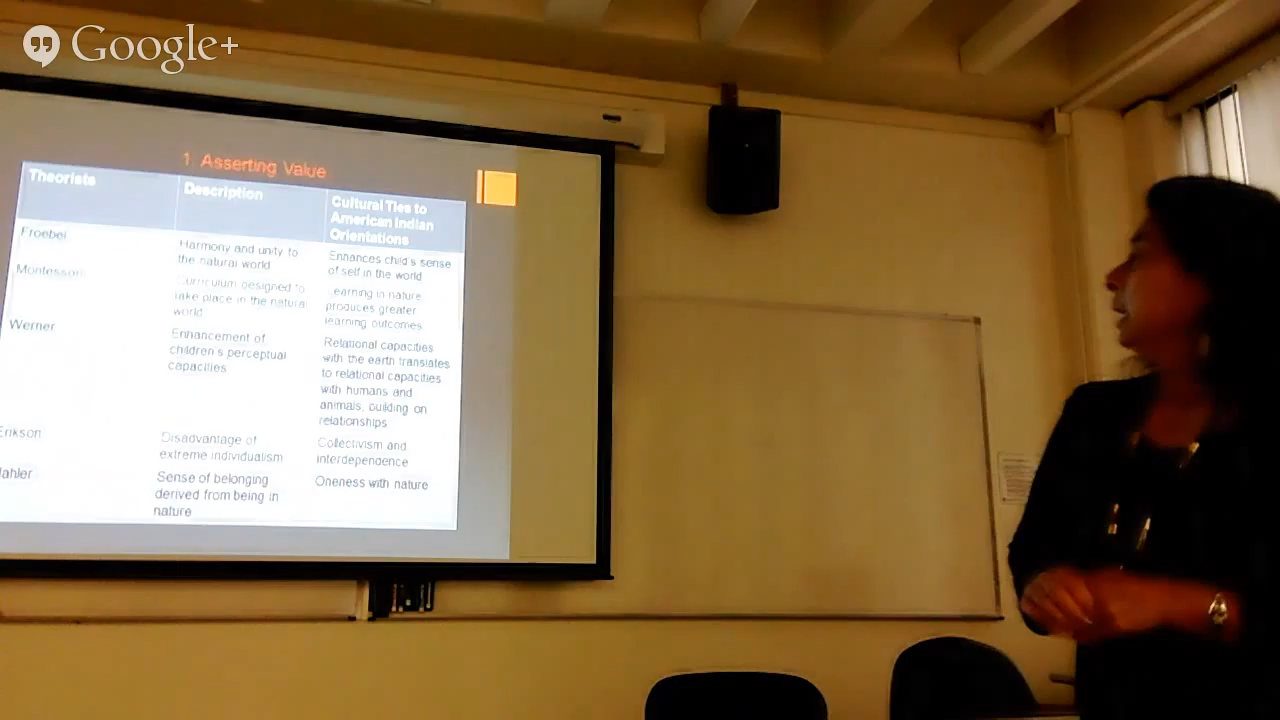 Google+
1 Asserting Value
Theorists
Description
Cultural Ties to
American Indian
Orientations
Froebel
Harmony and unity to
the natural world
Enhances child's sense
of self in the world
Montessori
Curriculum designed to
take place in the natural
world
Learning in nature
produces greater
learning outcomes
Werner
Enhancement of
children's perceptual
capacities
Relational capacities
with the earth translates
to relational capacities
with humans and
animals, building on
relationships
Erikson
Disadvantage of
extreme individualism
Collectivism and
interdependence
ahler
Sense of belonging
derived from being in
nature
Oneness with nature